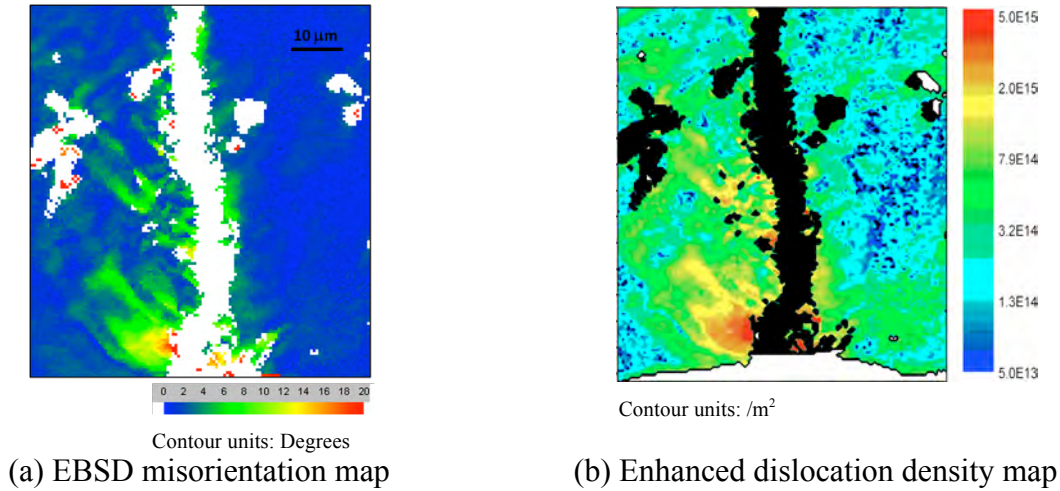 10 μm
0 2 4 6 8 10 12 14 16 18 20
Contour units: Degrees
(a) EBSD misorientation map
5.0E15
2.0E15
7.9E14
3.2E14
1.3E14
5.0E13
Contour units: /m²
(b) Enhanced dislocation density map